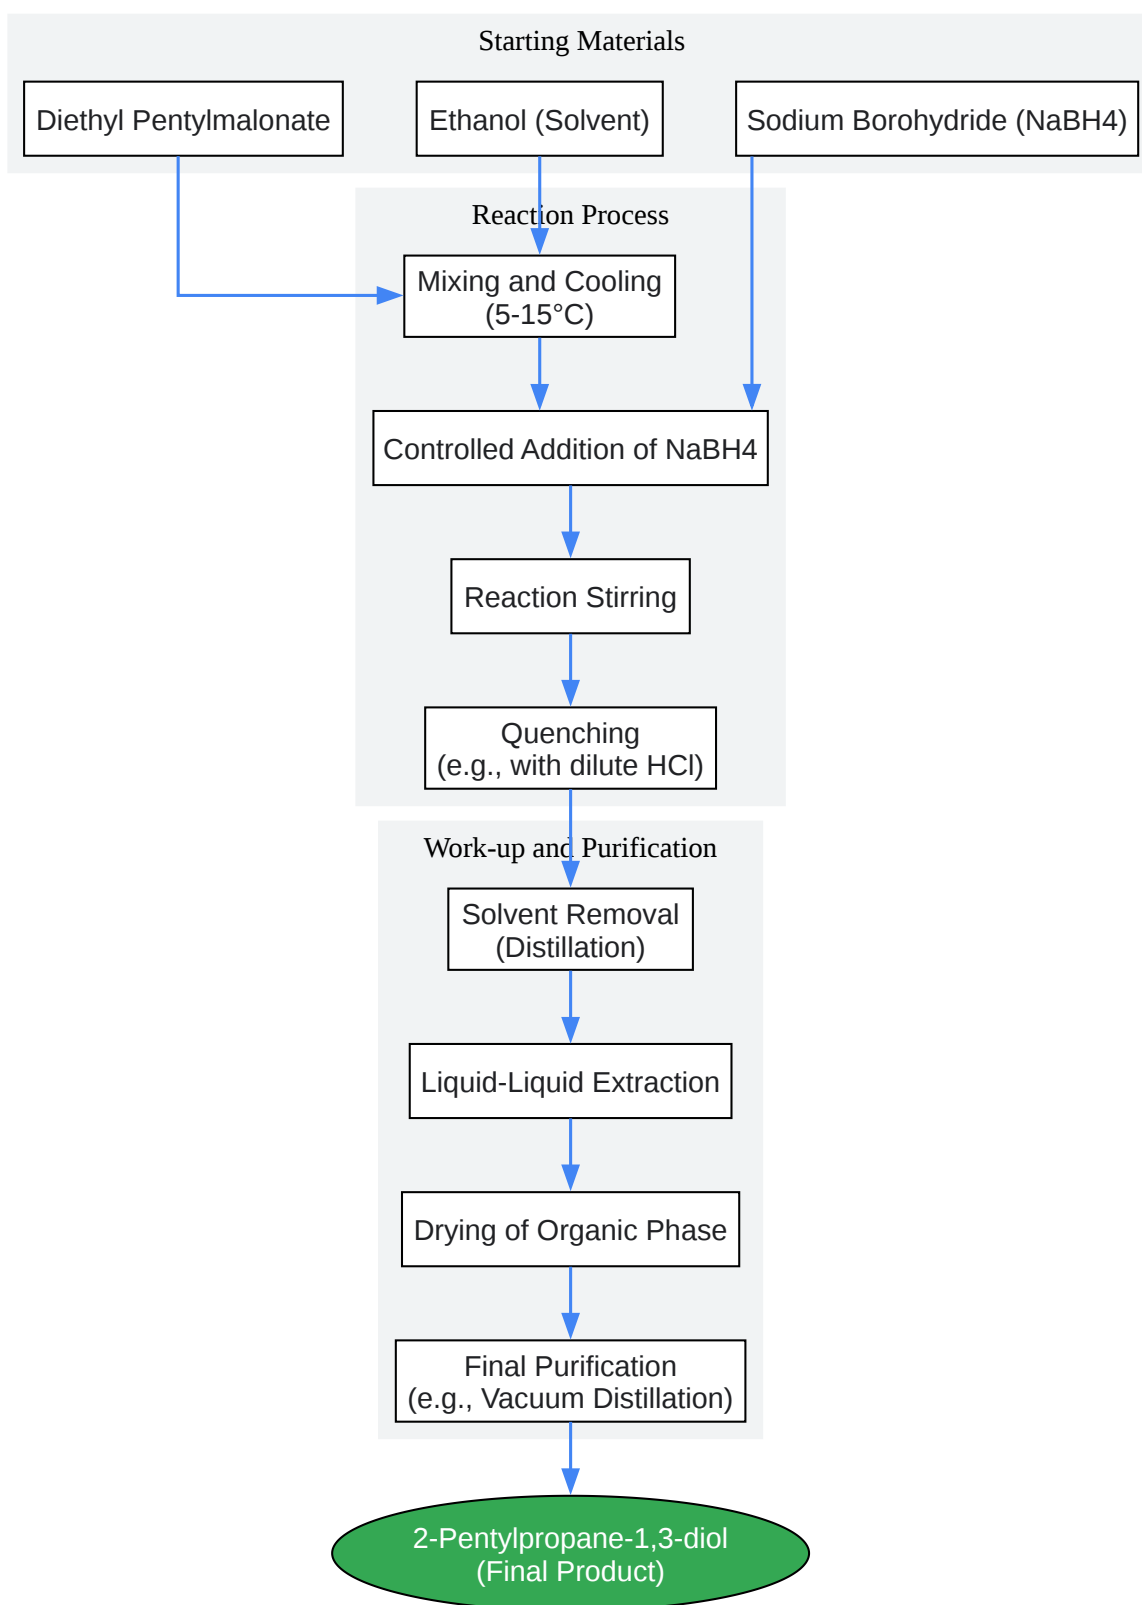 Starting Materials
Diethyl Pentylmalonate
Ethanol (Solvent)
Sodium Borohydride (NaBH4)
Reaction Process
Mixing and Cooling
(5-15°C)
Controlled Addition of NaBH4
Reaction Stirring
Quenching
(e.g., with dilute HCl)
Work-up and Purification
Solvent Removal
(Distillation)
Liquid-Liquid Extraction
Drying of Organic Phase
Final Purification
(e.g., Vacuum Distillation)
2-Pentylpropane-1,3-diol
(Final Product)